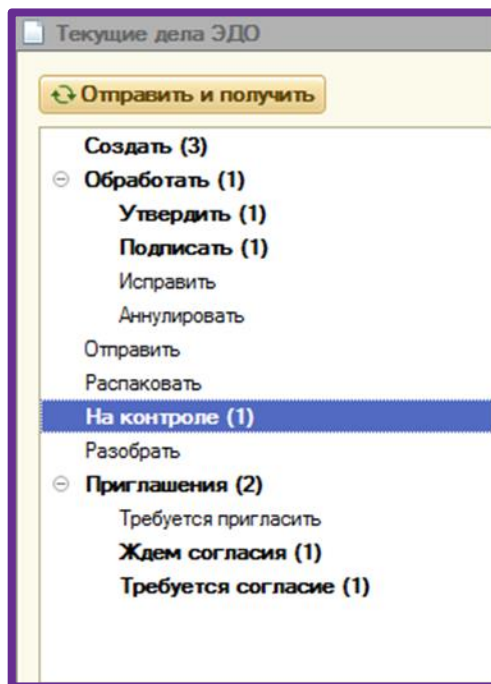 Текущие дела ЭДО
Отправить и получить
Создать (3)
Обработать (1)
Утвердить (1)
Подписать (1)
Исправить
Аннулировать
Отправить
Распаковать
На контроле (1)
Разобрать
Приглашения (2)
Требуется пригласить
Ждем согласия (1)
Требуется согласие (1)